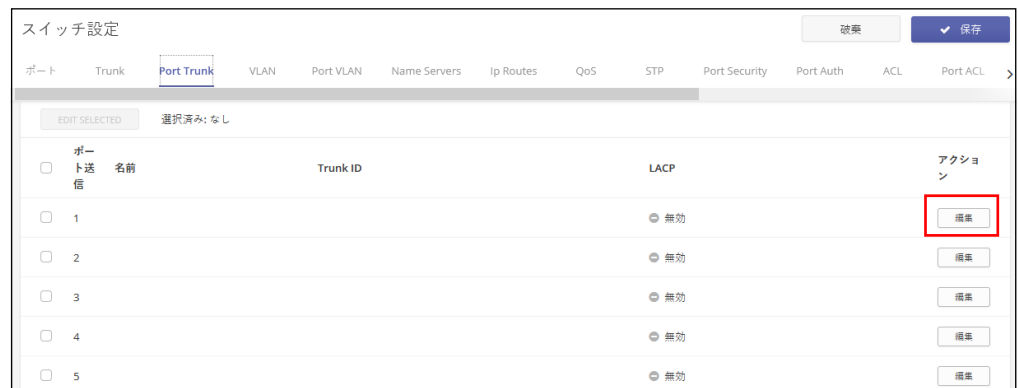 スイッチ設定
破棄
保存
ポート Trunk Port Trunk VLAN Port VLAN Name Servers Ip Routes QoS STP Port Security Port Auth ACL Port ACL
EDIT SELECTED 選択済み: なし
ポー
ト送
信
名前
Trunk ID
LACP
アクショ
ン
1 無効 編集
2 無効 編集
3 無効 編集
4 無効 編集
5 無効 編集